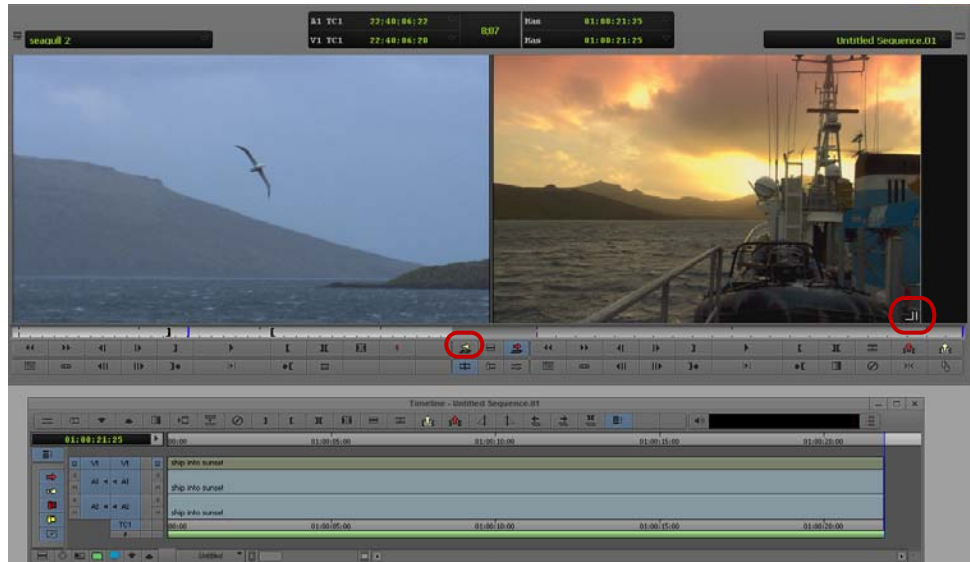 A1 TC1 22;40;06;22
8;07
Mas 01:00:21:25
seagull 2
V1 TC1 22;40;06;20
Mas 01:00:21:25
Untitled Sequence.01
Timeline - Untitled Sequence.01
01:00:21:25
00:00 01:00:05:00 01:00:10:00 01:00:15:00 01:00:20:00
V1 V1 ship into sunset
A1 A1 ship into sunset
A2 A2 ship into sunset
TC1 00:00 01:00:05:00 01:00:10:00 01:00:15:00 01:00:20:00
Untitled